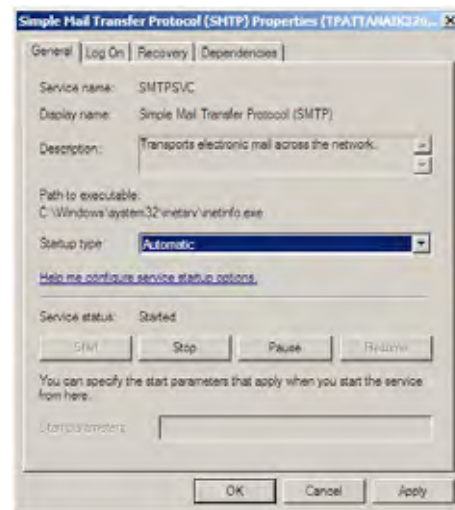 Simple Mail Transfer Protocol (SMTP) Properties
General Log On Recovery Dependencies
Service name: SMTPSVC
Display name: Simple Mail Transfer Protocol (SMTP)
Description: Transports electronic mail across the network.
Path to executable:
C:\Windows\system32\inetsrv\inetinfo.exe
Startup type: Automatic
Help me configure service startup options.
Service status: Started
Start Stop Pause Resume
You can specify the start parameters that apply when you start the service
from here.
Start parameters:
OK Cancel Apply